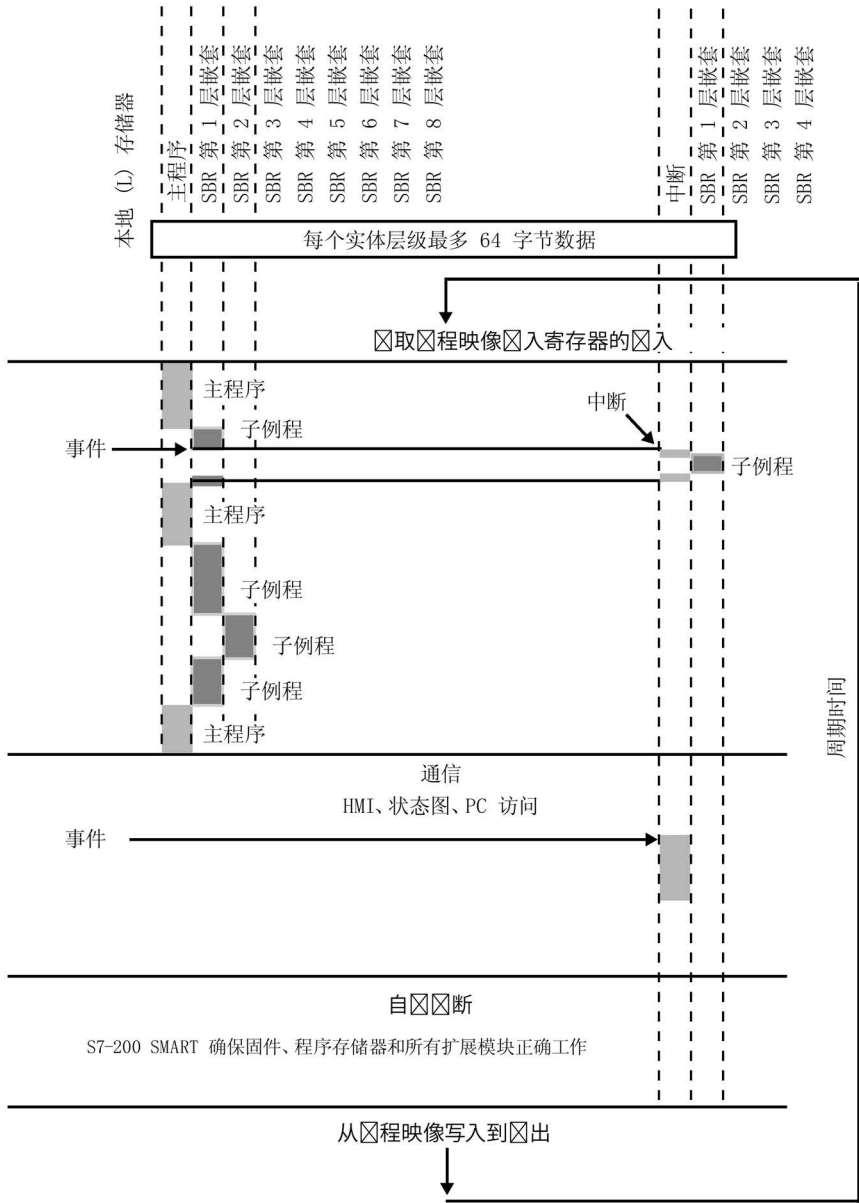 本地 (L) 存储器
主程序
SBR 第 1 层嵌套
SBR 第 2 层嵌套
SBR 第 3 层嵌套
SBR 第 4 层嵌套
SBR 第 5 层嵌套
SBR 第 6 层嵌套
SBR 第 7 层嵌套
SBR 第 8 层嵌套
中断
SBR 第 1 层嵌套
SBR 第 2 层嵌套
SBR 第 3 层嵌套
SBR 第 4 层嵌套
每个实体层级最多 64 字节数据
取 程映像 入寄存器的 入
主程序
中断
子例程
事件
子例程
主程序
子例程
子例程
子例程
周期时间
主程序
通信
HMI、状态图、PC 访问
事件
自 断
S7-200 SMART 确保固件、程序存储器和所有扩展模块正确工作
从 程映像写入到 出